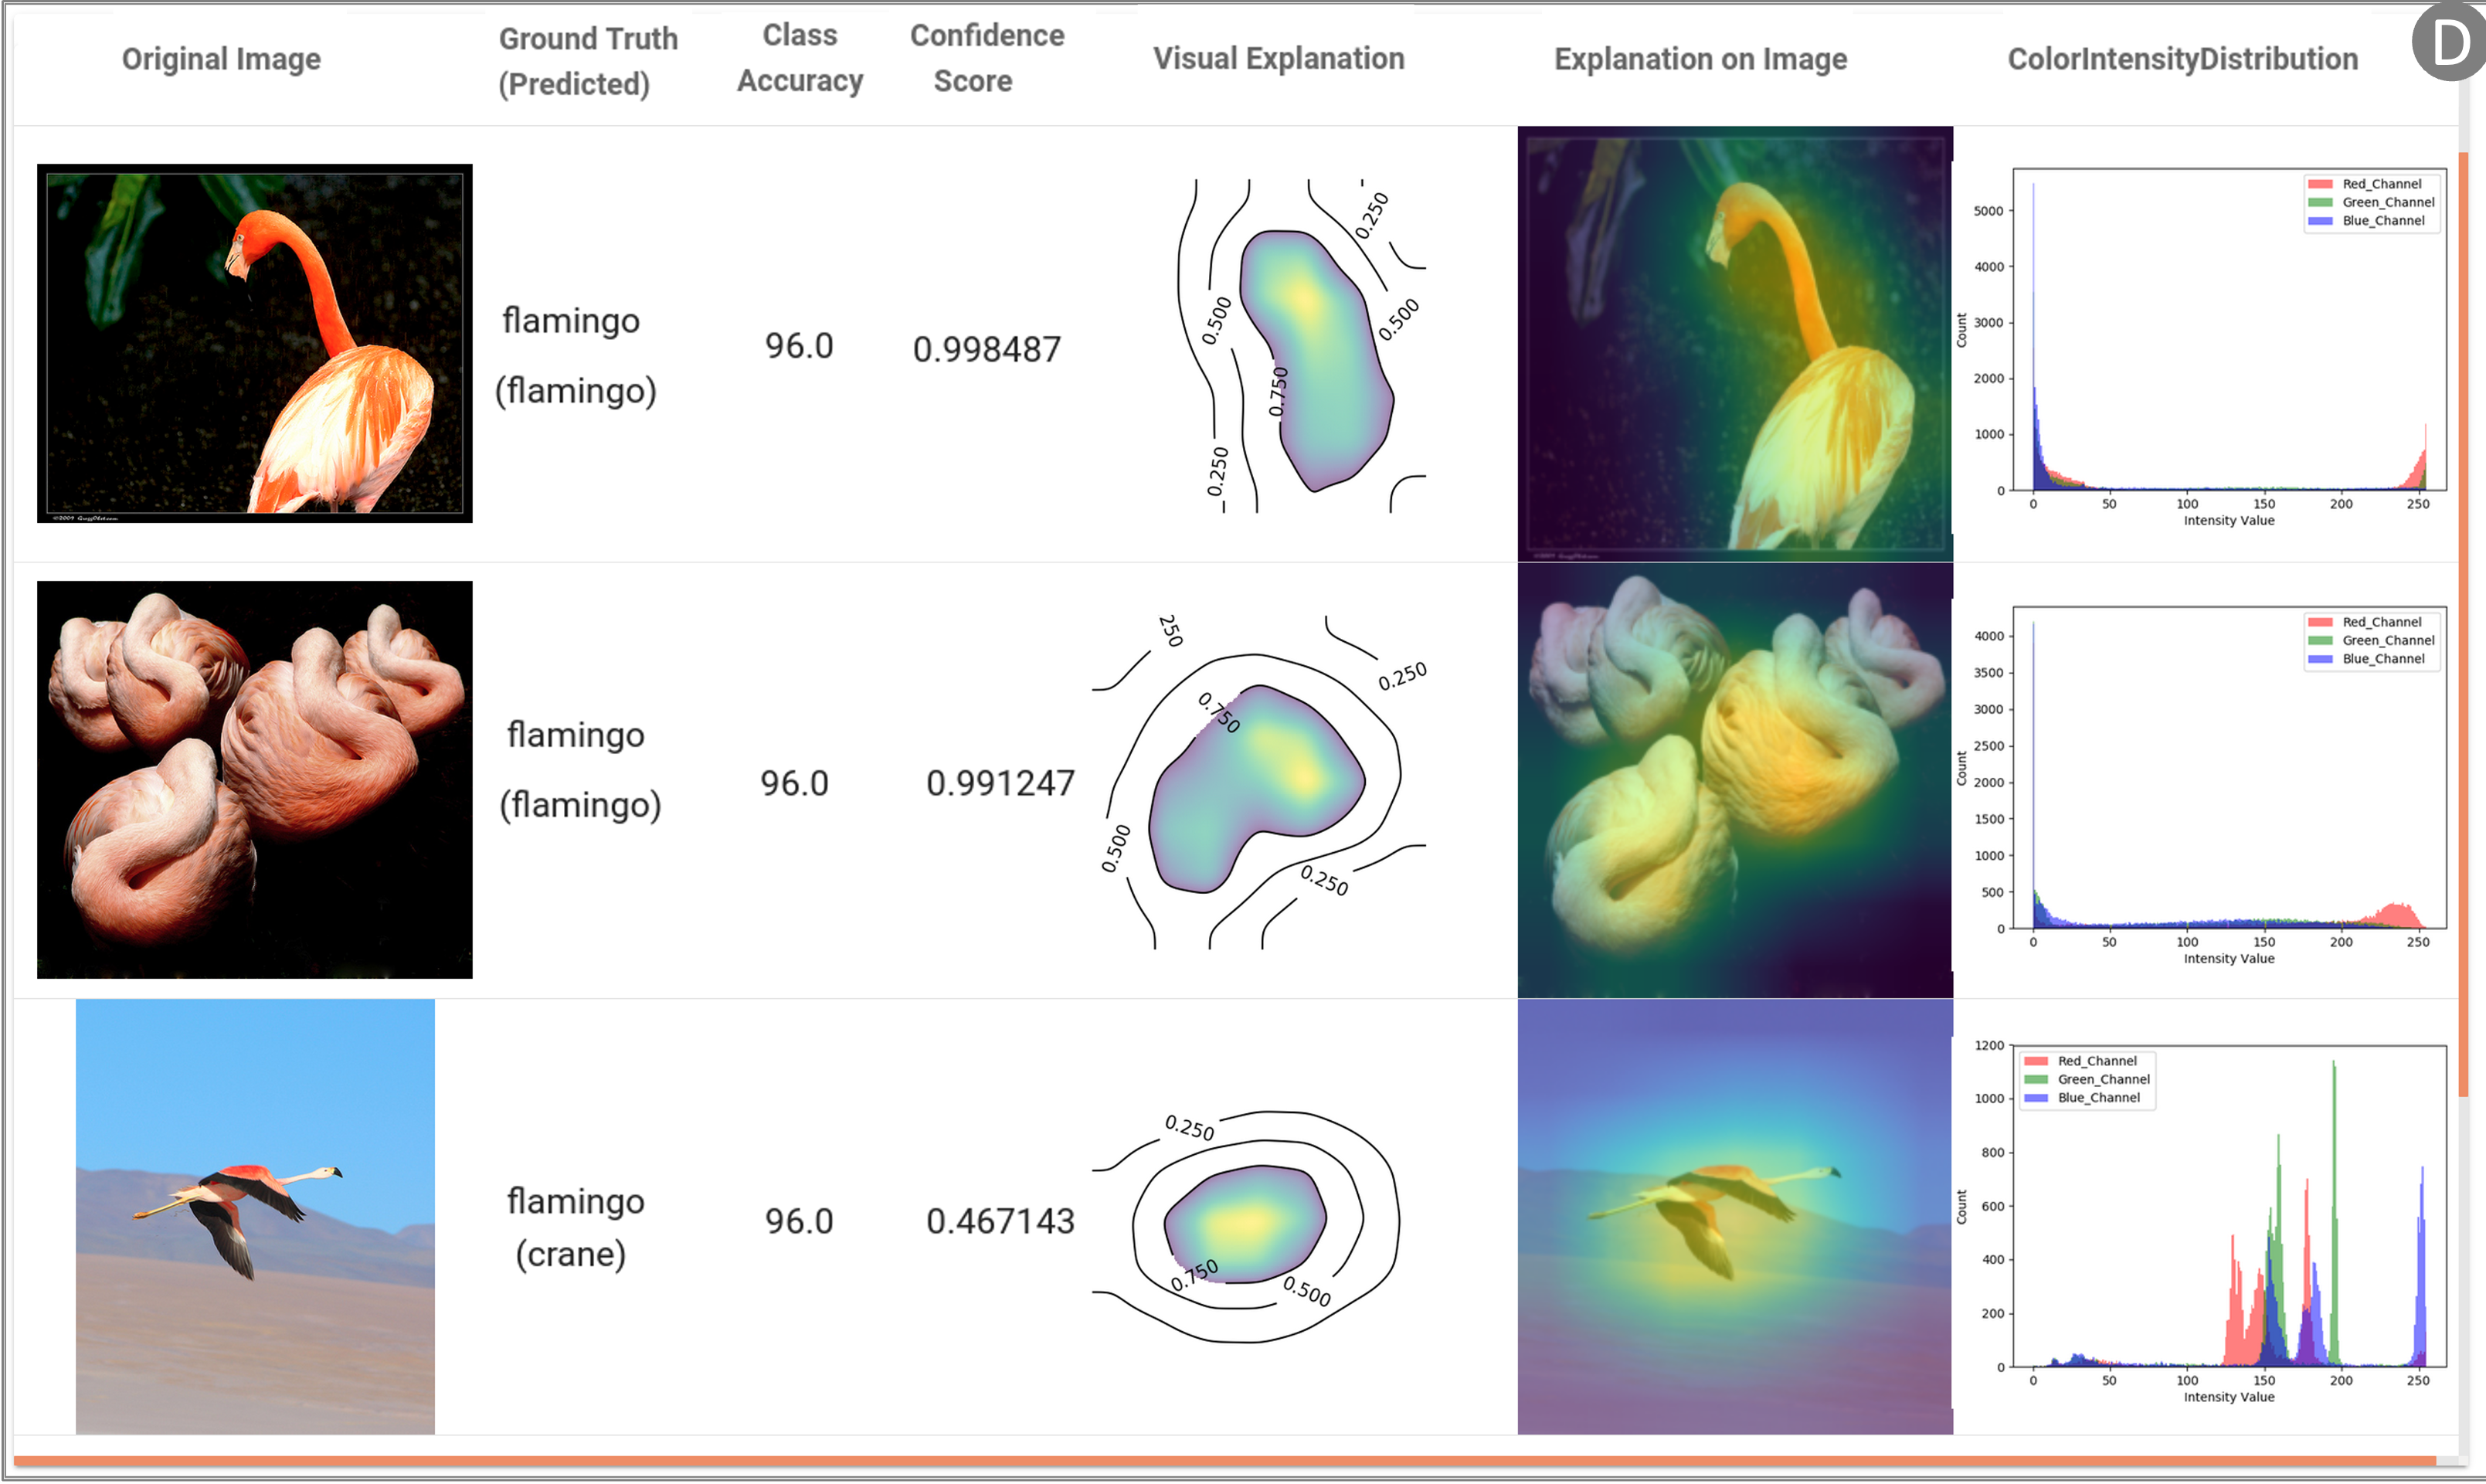 D
Original Image
Ground Truth
(Predicted)
Class
Accuracy
Confidence
Score
Visual Explanation
Explanation on Image
ColorIntensityDistribution
flamingo
(flamingo)
96.0
0.998487
0.250
0.500
0.500
0.750
0.250
Red_Channel
Green_Channel
Blue_Channel
5000
4000
3000
2000
1000
0
Count
0 50 100 150 200 250
Intensity Value
flamingo
(flamingo)
96.0
0.991247
250
0.250
0.750
0.500
0.250
Red_Channel
Green_Channel
Blue_Channel
4000
3500
3000
2500
2000
1500
1000
500
0
Count
0 50 100 150 200 250
Intensity Value
flamingo
(crane)
96.0
0.467143
0.250
0.750
0.500
Red_Channel
Green_Channel
Blue_Channel
1200
1000
800
600
400
200
0
Count
0 50 100 150 200 250
Intensity Value